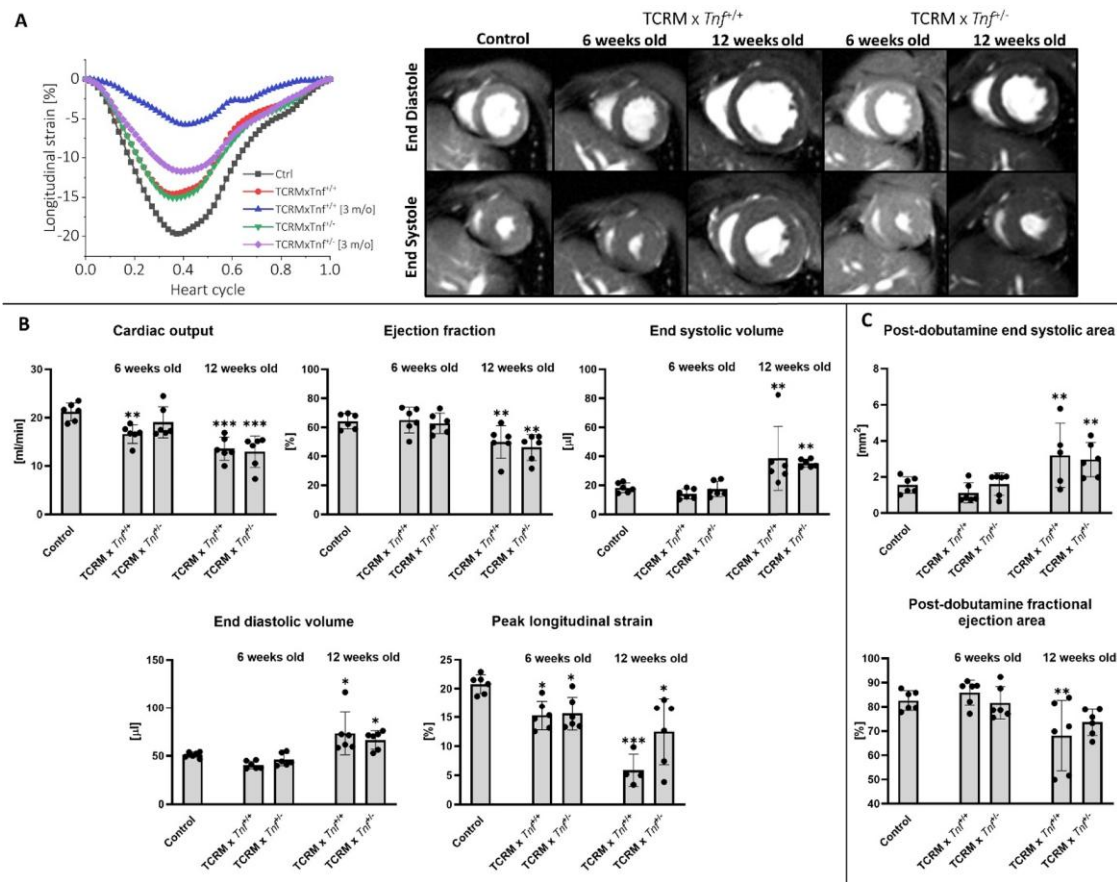 A
TCRM x Tnf+/+
TCRM x Tnf+/-
Control
6 weeks old
12 weeks old
6 weeks old
12 weeks old
Longitudinal strain [%]
0
-5
-10
-15
-20
Ctrl
TCRMxTnf+/+
TCRMxTnf+/+ [3 m/o]
TCRMxTnf+/-
TCRMxTnf+/- [3 m/o]
0.0 0.2 0.4 0.6 0.8 1.0
Heart cycle
End Diastole
End Systole
B
Cardiac output
6 weeks old
12 weeks old
[ml/min]
30
20
10
0
**
***
***
Control
TCRM x Tnf+/+
TCRM x Tnf+/-
TCRM x Tnf+/+
TCRM x Tnf+/-
Ejection fraction
6 weeks old
12 weeks old
[%]
100
80
60
40
20
0
**
**
Control
TCRM x Tnf+/+
TCRM x Tnf+/-
TCRM x Tnf+/+
TCRM x Tnf+/-
End systolic volume
6 weeks old
12 weeks old
[µl]
100
80
60
40
20
0
**
**
Control
TCRM x Tnf+/+
TCRM x Tnf+/-
TCRM x Tnf+/+
TCRM x Tnf+/-
End diastolic volume
6 weeks old
12 weeks old
[µl]
150
100
50
0
*
*
Control
TCRM x Tnf+/+
TCRM x Tnf+/-
TCRM x Tnf+/+
TCRM x Tnf+/-
Peak longitudinal strain
6 weeks old
12 weeks old
[%]
25
20
15
10
5
0
*
*
***
*
Control
TCRM x Tnf+/+
TCRM x Tnf+/-
TCRM x Tnf+/+
TCRM x Tnf+/-
C
Post-dobutamine end systolic area
6 weeks old
12 weeks old
[mm²]
8
6
4
2
0
**
**
Control
TCRM x Tnf+/+
TCRM x Tnf+/-
TCRM x Tnf+/+
TCRM x Tnf+/-
Post-dobutamine fractional
ejection area
6 weeks old
12 weeks old
[%]
100
90
80
70
60
50
40
**
Control
TCRM x Tnf+/+
TCRM x Tnf+/-
TCRM x Tnf+/+
TCRM x Tnf+/-